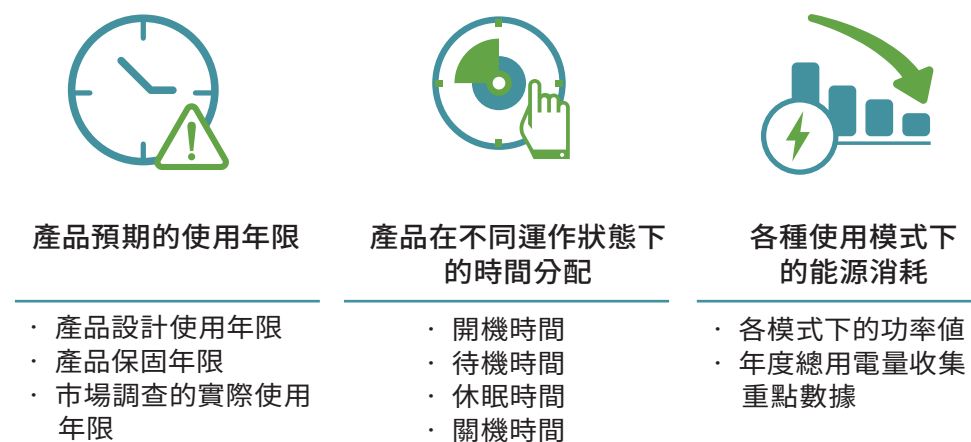 產品預期的使用年限
· 產品設計使用年限
· 產品保固年限
· 市場調查的實際使用
年限
產品在不同運作狀態下
的時間分配
· 開機時間
· 待機時間
· 休眠時間
· 關機時間
各種使用模式下
的能源消耗
· 各模式下的功率值
· 年度總用電量收集
重點數據